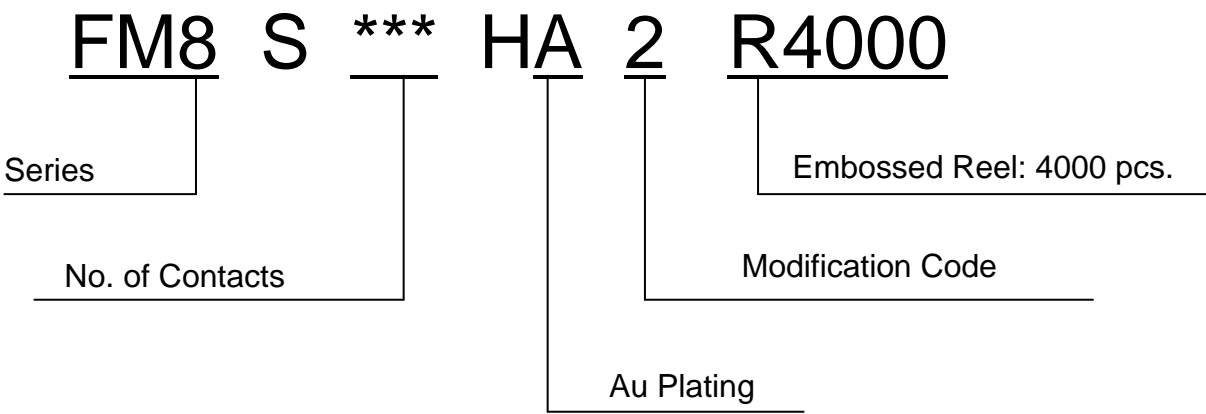 FM8 S *** HA 2 R4000
Series
Embossed Reel: 4000 pcs.
No. of Contacts
Modification Code
Au Plating